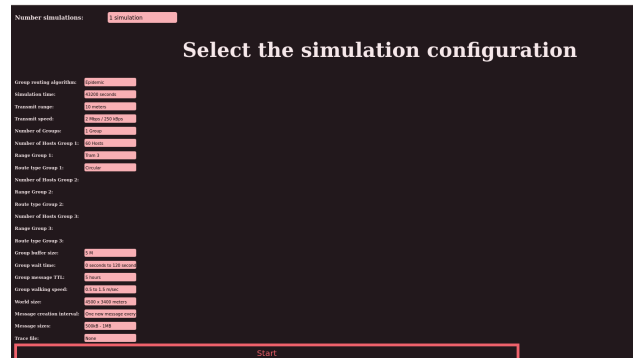 Number simulations: 1 simulation
Select the simulation configuration
Group routing algorithm: Epidemic
Simulation time: 43200 seconds
Transmit range: 10 meters
Transmit speed: 2 Mbps / 250 kBps
Number of Groups: 1 Group
Number of Hosts Group 1: 60 Hosts
Range Group 1: Tram 3
Route type Group 1: Circular
Number of Hosts Group 2:
Range Group 2:
Route type Group 2:
Number of Hosts Group 3:
Range Group 3:
Route type Group 3:
Group buffer size: 5 M
Group wait time: 0 seconds to 120 second
Group message TTL: 5 hours
Group walking speed: 0.5 to 1.5 m/sec
World size: 4500 x 3400 meters
Message creation interval: One new message every
Message sizes: 500kB - 1MB
Trace file: None
Start